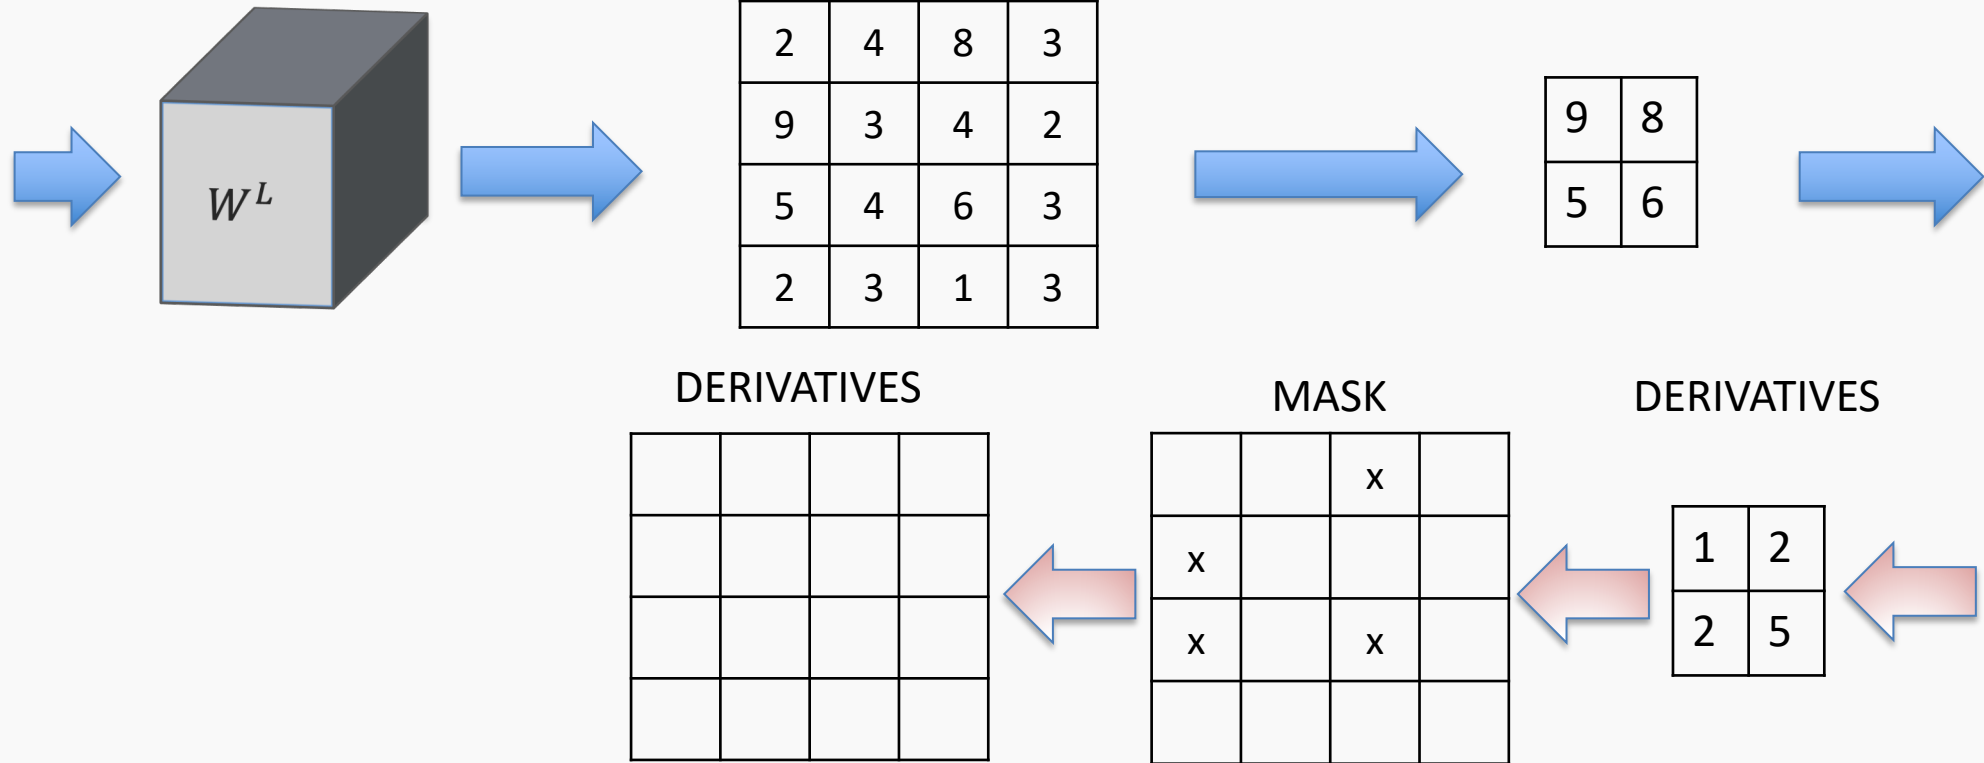 2 4 8 3
9 3 4 2
5 4 6 3
2 3 1 3
W^L
9 8
5 6
DERIVATIVES
MASK
DERIVATIVES
x
x
x x
1 2
2 5